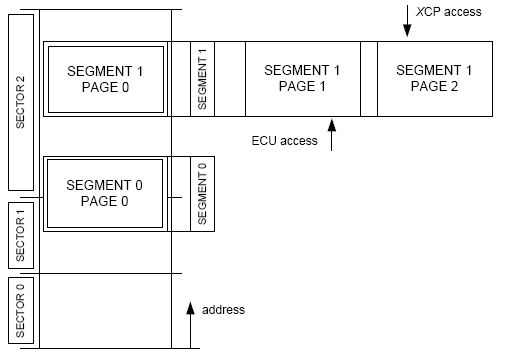 XCP access
SECTOR 2
SEGMENT 1
PAGE 0
SEGMENT 1
SEGMENT 1
PAGE 1
SEGMENT 1
PAGE 2
ECU access
SEGMENT 0
PAGE 0
SEGMENT 0
SECTOR 1
SECTOR 0
address